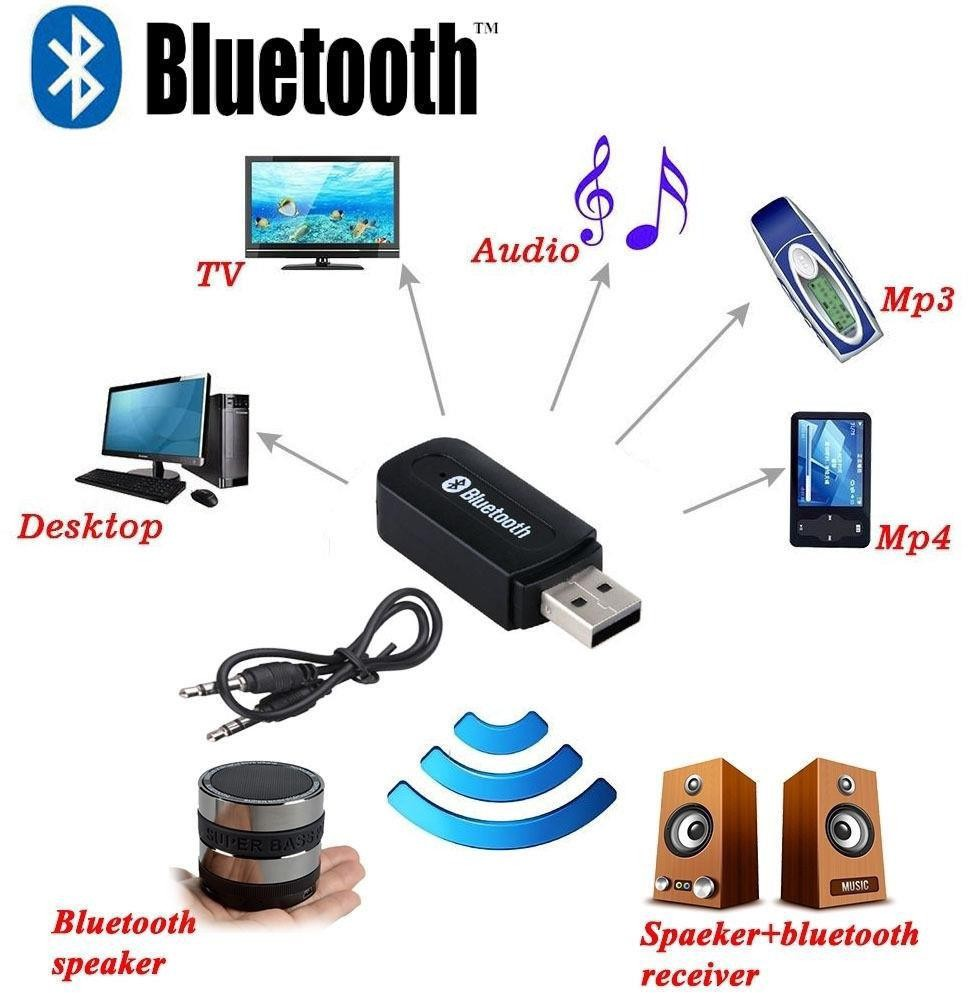 Bluetooth™
TV
Audio
Mp3
Desktop
Bluetooth
Mp4
SUPER BASS
MUSIC
Bluetooth
speaker
Spaeker+bluetooth
receiver